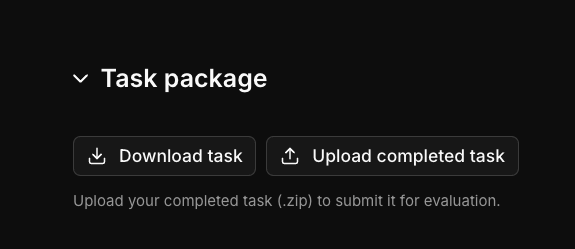 Task package
Download task
Upload completed task
Upload your completed task (.zip) to submit it for evaluation.